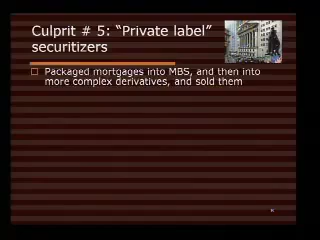 Culprit # 5: “Private label”
securitizers
Packaged mortgages into MBS, and then into
more complex derivatives, and sold them